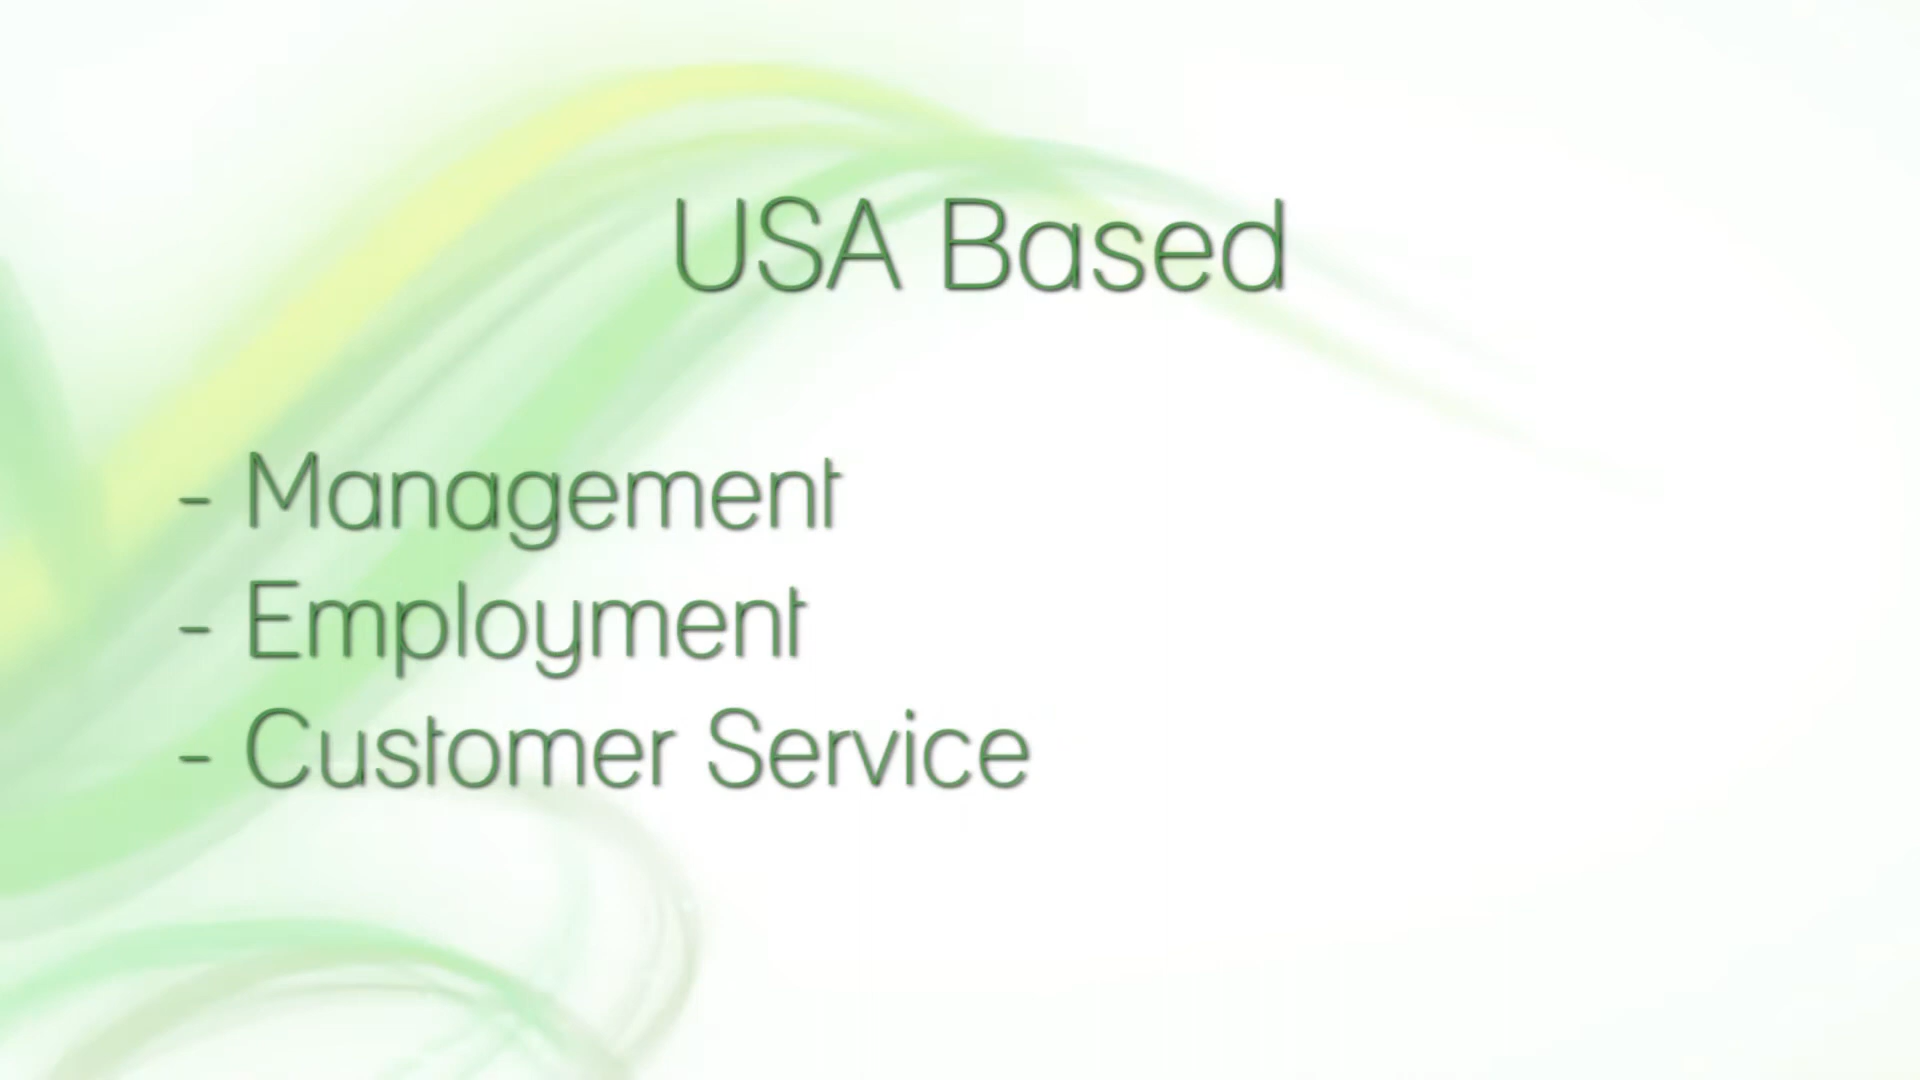 USA Based
- Management
- Employment
- Customer Service